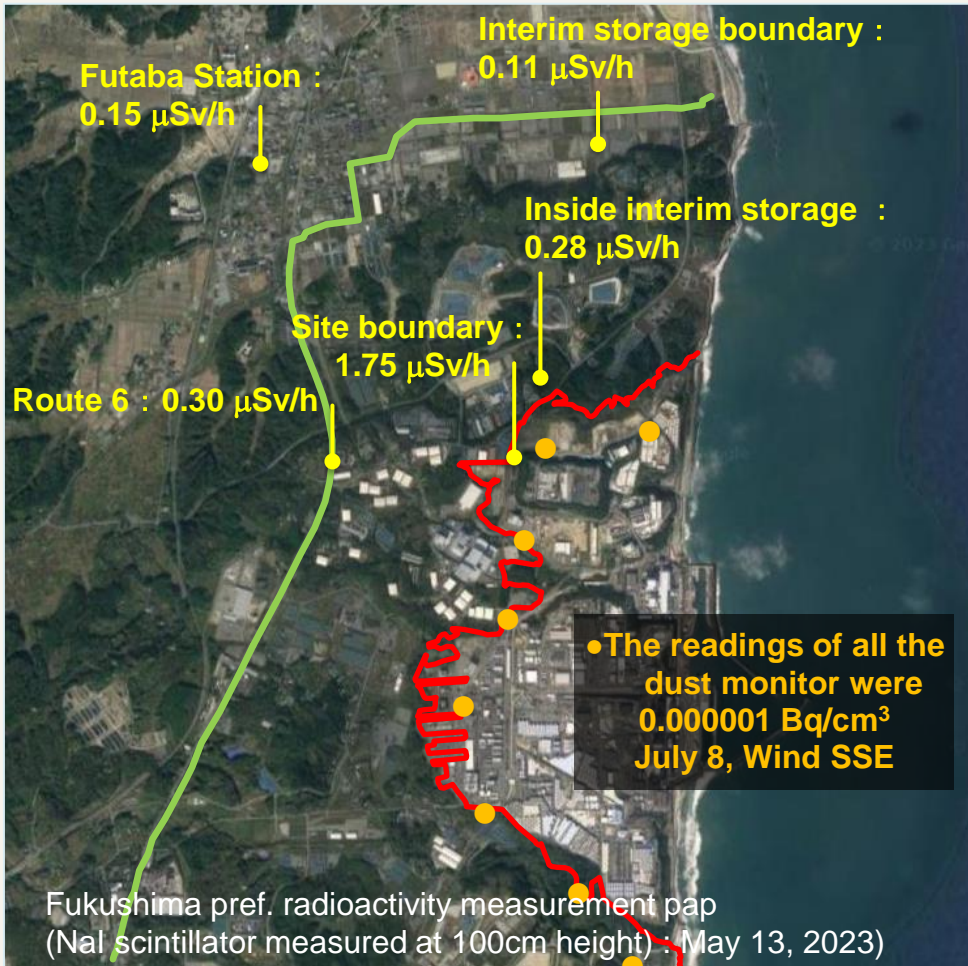 Interim storage boundary :
0.11 μSv/h
Futaba Station :
0.15 μSv/h
Inside interim storage :
0.28 μSv/h
Site boundary :
1.75 μSv/h
Route 6 : 0.30 μSv/h
●The readings of all the
dust monitor were
0.000001 Bq/cm³
July 8, Wind SSE
Fukushima pref. radioactivity measurement pap
(NaI scintillator measured at 100cm height) : May 13, 2023)